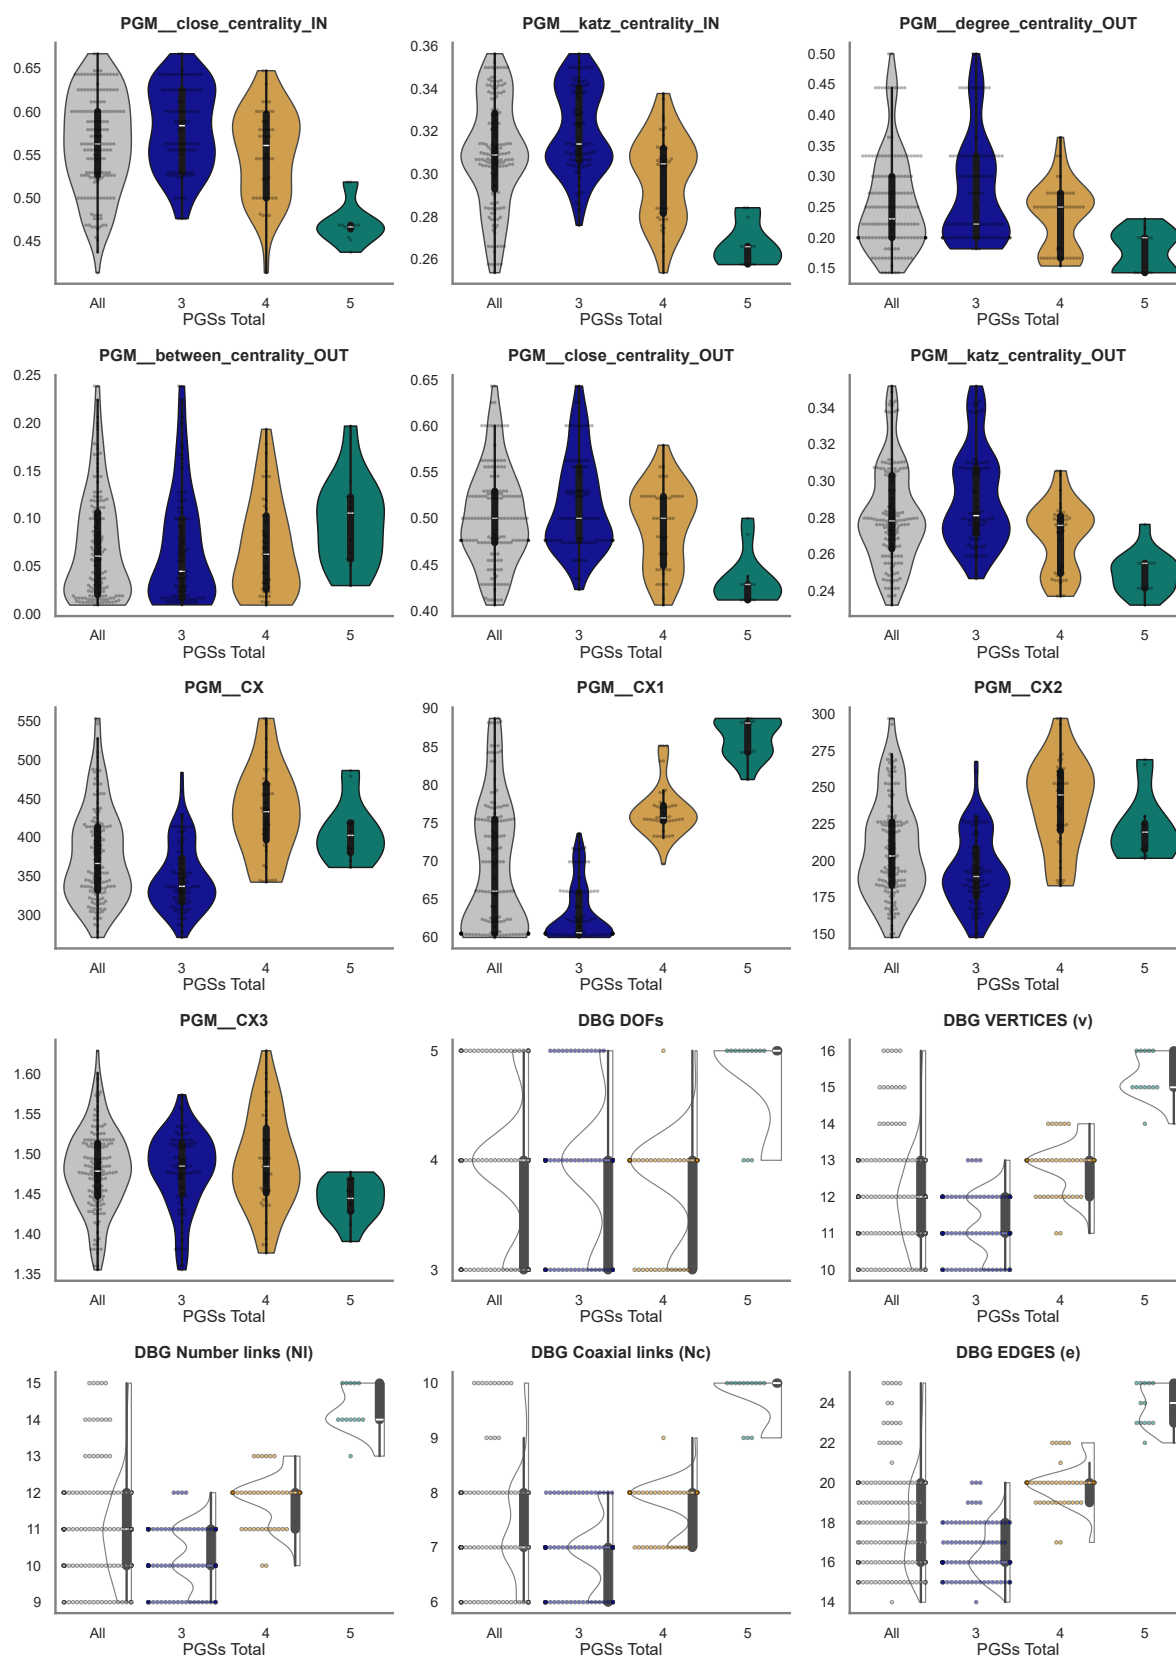 PGM__close_centrality_IN
0.65
0.60
0.55
0.50
0.45
All 3 4 5
PGSs Total
PGM__katz_centrality_IN
0.36
0.34
0.32
0.30
0.28
0.26
All 3 4 5
PGSs Total
PGM__degree_centrality_OUT
0.50
0.45
0.40
0.35
0.30
0.25
0.20
0.15
All 3 4 5
PGSs Total
PGM__between_centrality_OUT
0.25
0.20
0.15
0.10
0.05
0.00
All 3 4 5
PGSs Total
PGM__close_centrality_OUT
0.65
0.60
0.55
0.50
0.45
0.40
All 3 4 5
PGSs Total
PGM__katz_centrality_OUT
0.34
0.32
0.30
0.28
0.26
0.24
All 3 4 5
PGSs Total
PGM__CX
550
500
450
400
350
300
All 3 4 5
PGSs Total
PGM__CX1
90
85
80
75
70
65
60
All 3 4 5
PGSs Total
PGM__CX2
300
275
250
225
200
175
150
All 3 4 5
PGSs Total
PGM__CX3
1.60
1.55
1.50
1.45
1.40
1.35
All 3 4 5
PGSs Total
DBG DOFs
5
4
3
All 3 4 5
PGSs Total
DBG VERTICES (v)
16
15
14
13
12
11
10
All 3 4 5
PGSs Total
DBG Number links (Nl)
15
14
13
12
11
10
9
All 3 4 5
PGSs Total
DBG Coaxial links (Nc)
10
9
8
7
6
All 3 4 5
PGSs Total
DBG EDGES (e)
24
22
20
18
16
14
All 3 4 5
PGSs Total